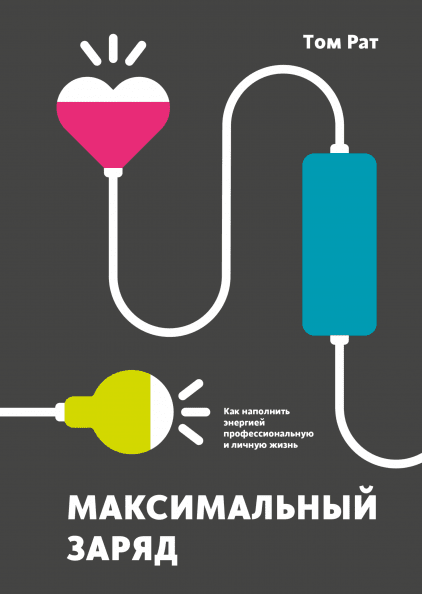 Том Рат
Как наполнить
энергией
профессиональную
и личную жизнь
МАКСИМАЛЬНЫЙ
ЗАРЯД